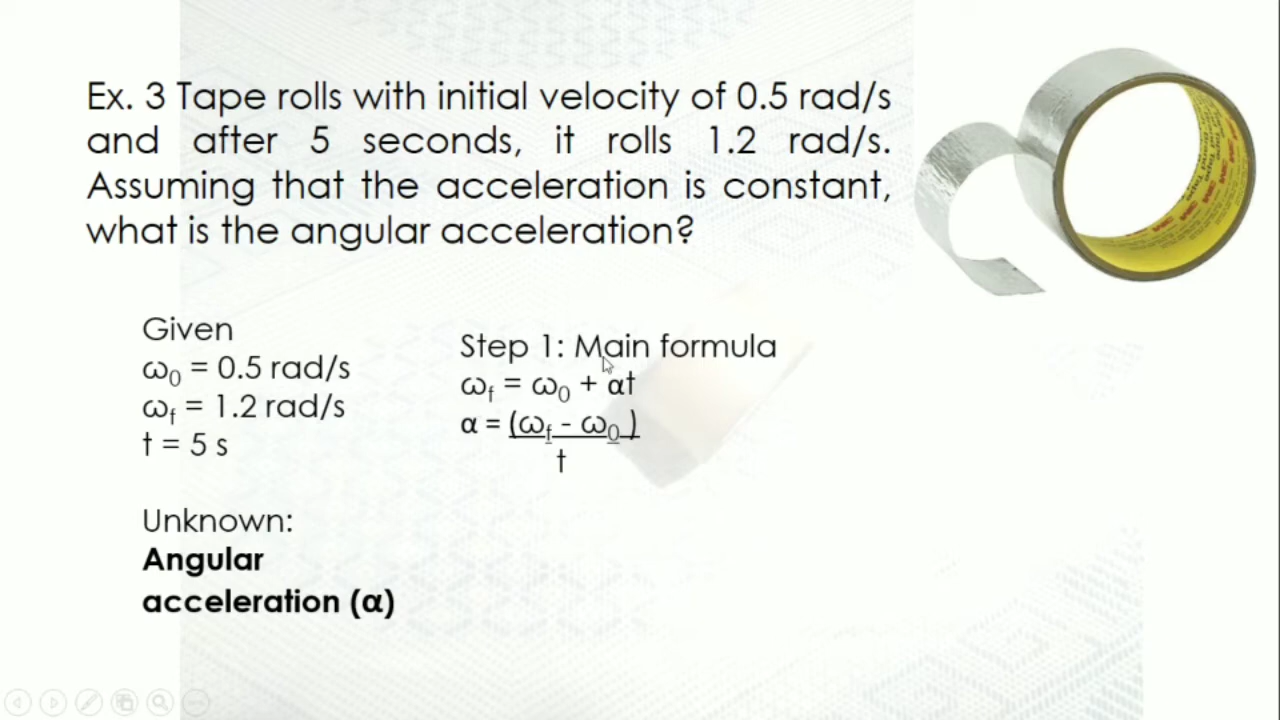 Ex. 3 Tape rolls with initial velocity of 0.5 rad/s
and after 5 seconds, it rolls 1.2 rad/s.
Assuming that the acceleration is constant,
what is the angular acceleration?
Given
ω₀ = 0.5 rad/s
ωf = 1.2 rad/s
t = 5 s
Unknown:
Angular
acceleration (α)
Step 1: Main formula
ωf = ω₀ + αt
α = (ωf - ω₀ )
t